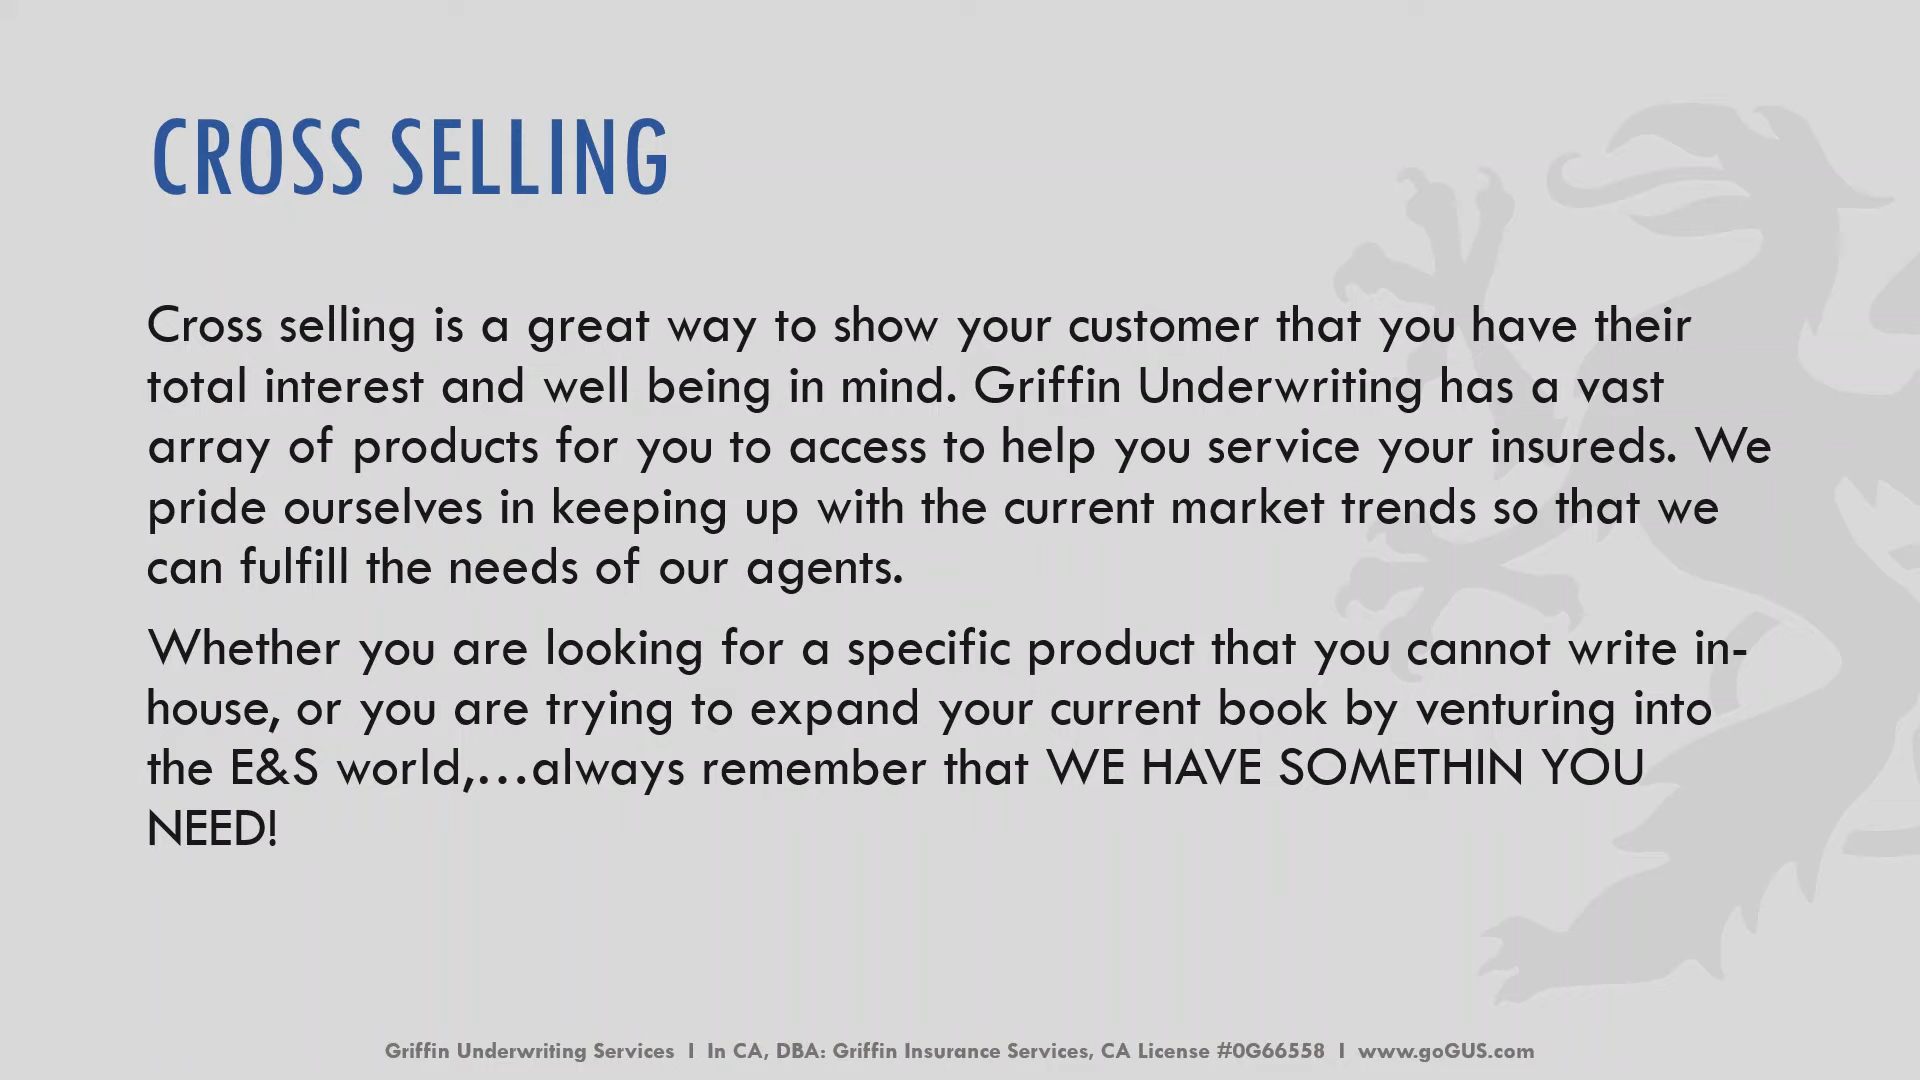 CROSS SELLING
Cross selling is a great way to show your customer that you have their
total interest and well being in mind. Griffin Underwriting has a vast
array of products for you to access to help you service your insureds. We
pride ourselves in keeping up with the current market trends so that we
can fulfill the needs of our agents.
Whether you are looking for a specific product that you cannot write in-
house, or you are trying to expand your current book by venturing into
the E&S world,…always remember that WE HAVE SOMETHIN YOU
NEED!
Griffin Underwriting Services I In CA, DBA: Griffin Insurance Services, CA License #0G66558 I www.goGUS.com